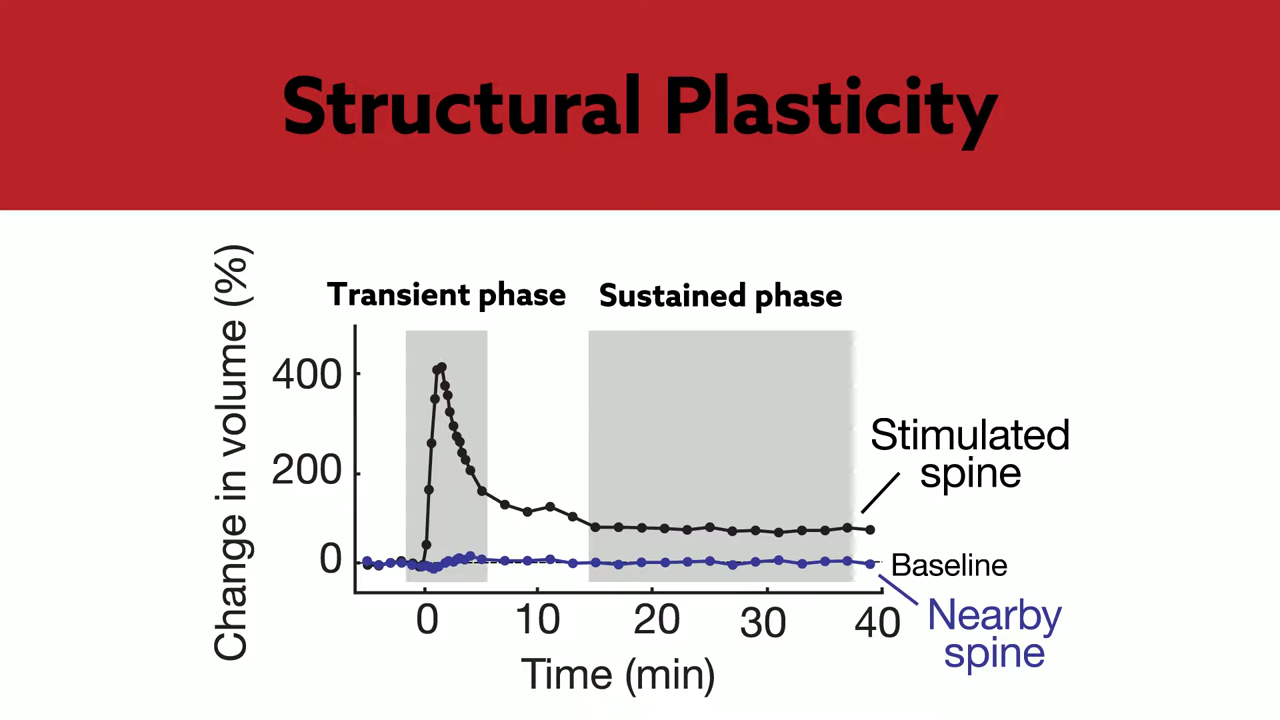 Structural Plasticity
Transient phase
Sustained phase
Change in volume (%)
400
200
0
Stimulated
spine
Baseline
Nearby
spine
0 10 20 30 40
Time (min)